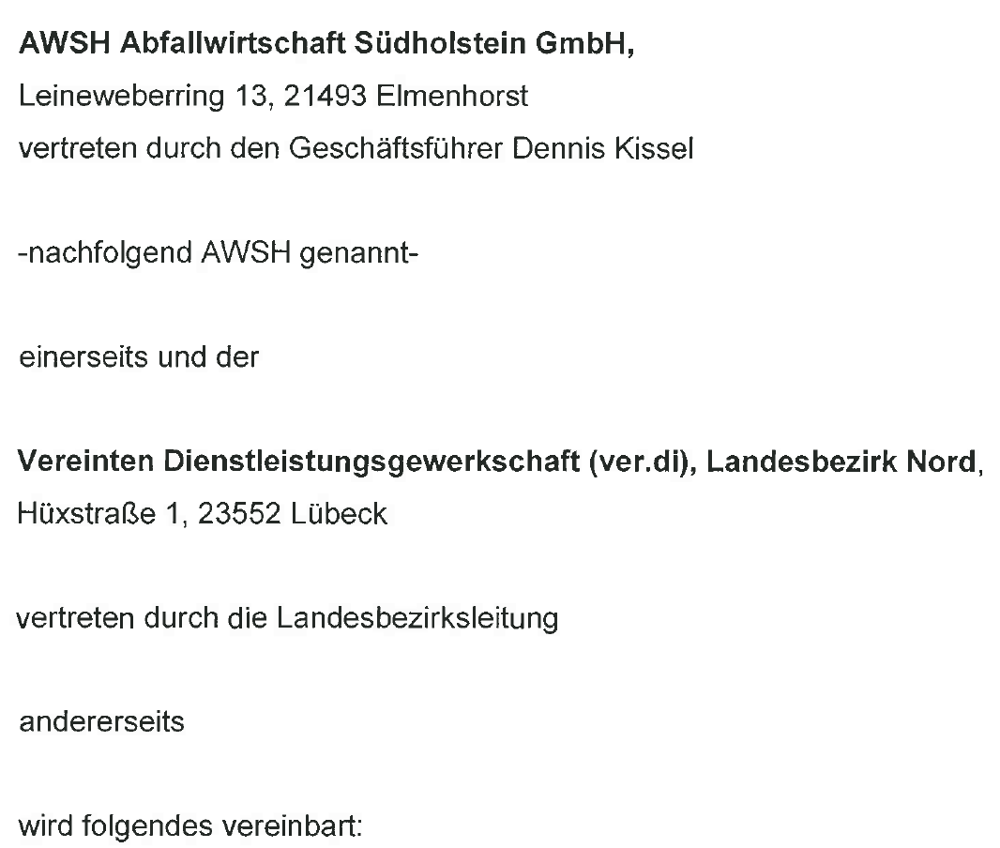 AWSH Abfallwirtschaft Südholstein GmbH,
Leineweberring 13, 21493 Elmenhorst
vertreten durch den Geschäftsführer Dennis Kissel
-nachfolgend AWSH genannt-
einerseits und der
Vereinten Dienstleistungsgewerkschaft (ver.di), Landesbezirk Nord,
Hüxstraße 1, 23552 Lübeck
vertreten durch die Landesbezirksleitung
andererseits
wird folgendes vereinbart: